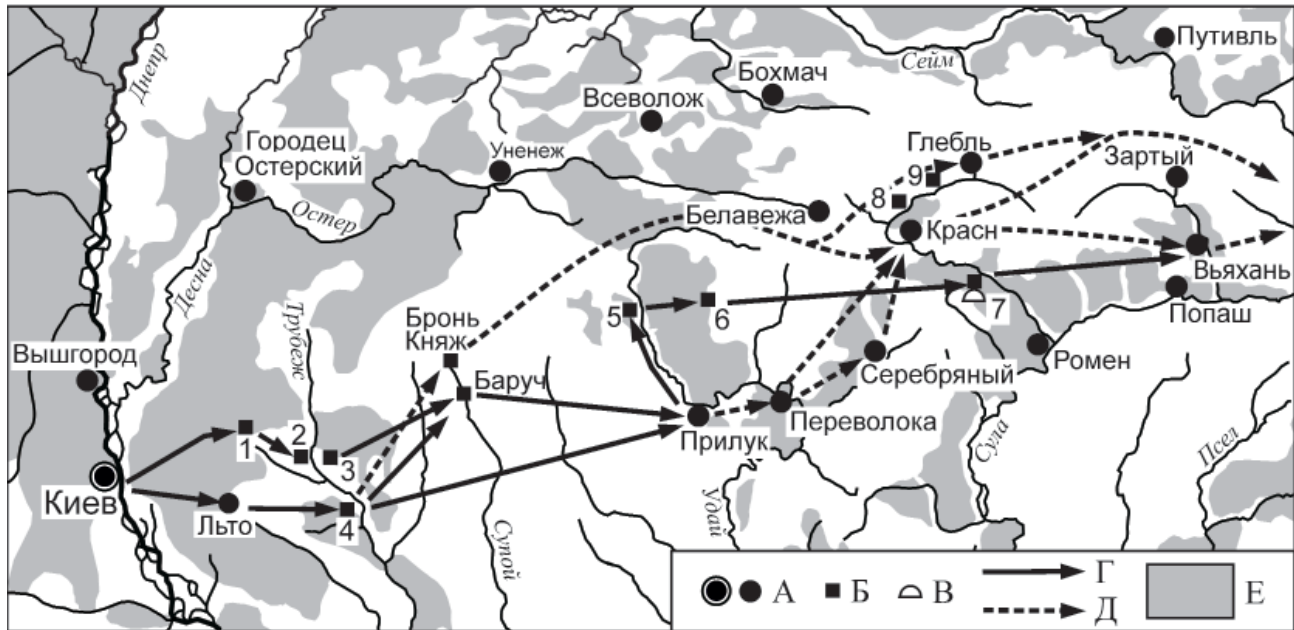 Днепр
Путивль
Сейм
Бохмач
Всеволож
Городец
Остерский
Уненеж
Глебль
Зартый
9
8
Остер
Белавежа
Красн
Десна
Вьяхань
Трубеж
7
Попаш
5
6
Бронь
Княж
Вышгород
Баруч
Ромен
Серебряный
1
2
3
Прилук
Переволока
Сула
Псел
Киев
Льто
4
Удай
Супой
А
Б
В
Г
Д
Е